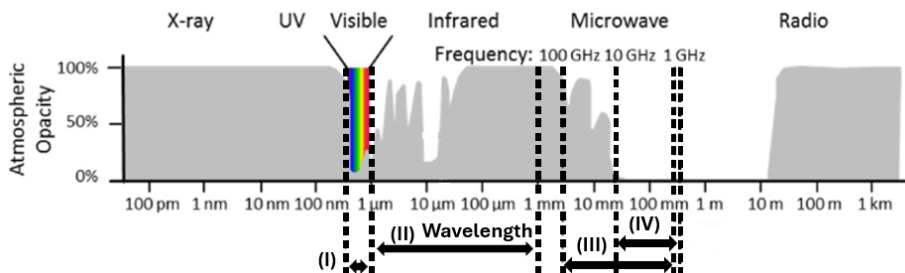 X-ray UV Visible Infrared Microwave Radio
Frequency: 100 GHz 10 GHz 1 GHz
Atmospheric
Opacity
100%
50%
0%
100 pm 1 nm 10 nm 100 nm 1 μm 10 μm 100 μm 1 mm 10 mm 100 mm 1 m 10 m 100 m 1 km
(I) (II) Wavelength (III) (IV)